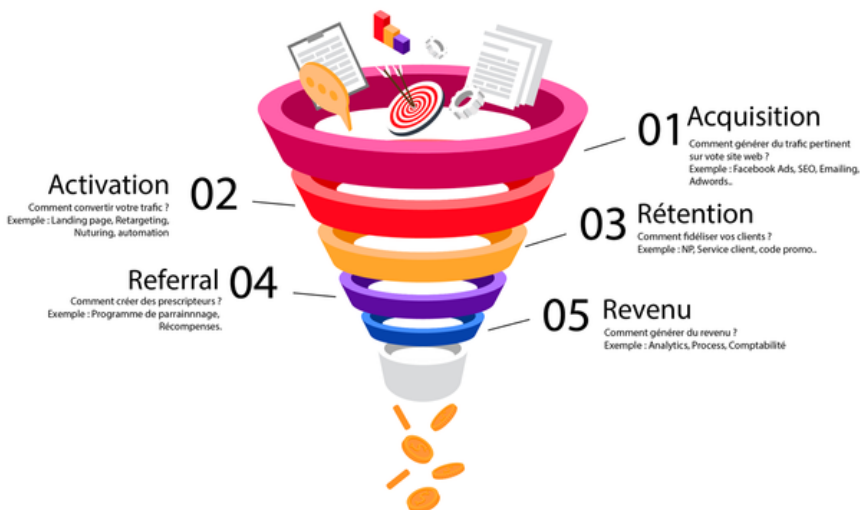 01 Acquisition
Comment générer du trafic pertinent
sur vote site web ?
Exemple : Facebook Ads, SEO, Emailing,
Adwords..
Activation 02
Comment convertir votre trafic ?
Exemple : Landing page, Retargeting,
Nuturing, automation
03 Rétention
Comment fidéliser vos clients ?
Exemple : NP, Service client, code promo..
Referral 04
Comment créer des prescripteurs ?
Exemple : Programme de parrainnnage,
Récompenses.
05 Revenu
Comment générer du revenu ?
Exemple : Analytics, Process, Comptabilité